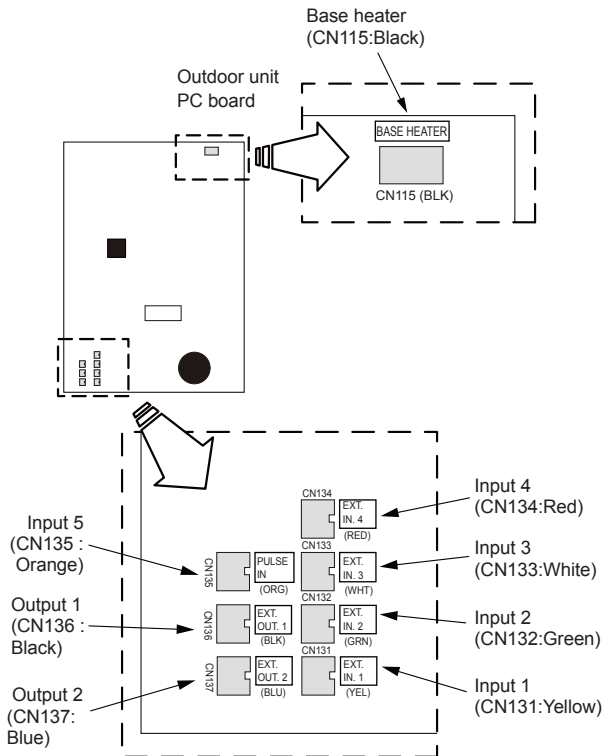 Base heater
(CN115:Black)
Outdoor unit
PC board
BASE HEATER
CN115 (BLK)
CN134
EXT.
IN. 4
(RED)
Input 4
(CN134:Red)
Input 5
(CN135 :
Orange)
CN135
PULSE
IN
(ORG)
CN133
EXT.
IN. 3
(WHT)
Input 3
(CN133:White)
Output 1
(CN136 :
Black)
CN136
EXT.
OUT. 1
(BLK)
CN132
EXT.
IN. 2
(GRN)
Input 2
(CN132:Green)
Output 2
(CN137:
Blue)
CN137
EXT.
OUT. 2
(BLU)
CN131
EXT.
IN. 1
(YEL)
Input 1
(CN131:Yellow)